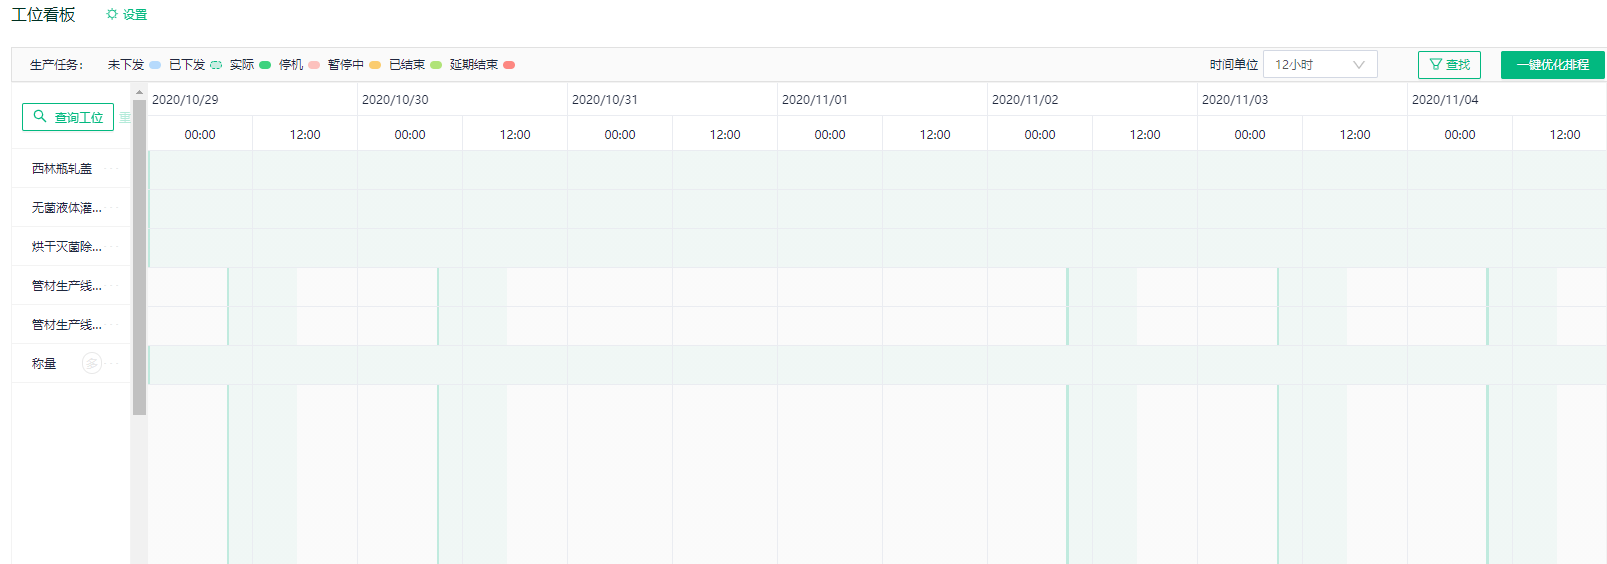 工位看板 设置
生产任务： 未下发 已下发 实际 停机 暂停中 已结束 延期结束 时间单位 12小时 查找 一键优化排程
查询工位
2020/10/29 2020/10/30 2020/10/31 2020/11/01 2020/11/02 2020/11/03 2020/11/04
00:00 12:00 00:00 12:00 00:00 12:00 00:00 12:00 00:00 12:00 00:00 12:00 00:00 12:00
西林瓶轧盖 ···
无菌液体灌... ···
烘干灭菌除... ···
管材生产线... ···
管材生产线... ···
称量 多 ···